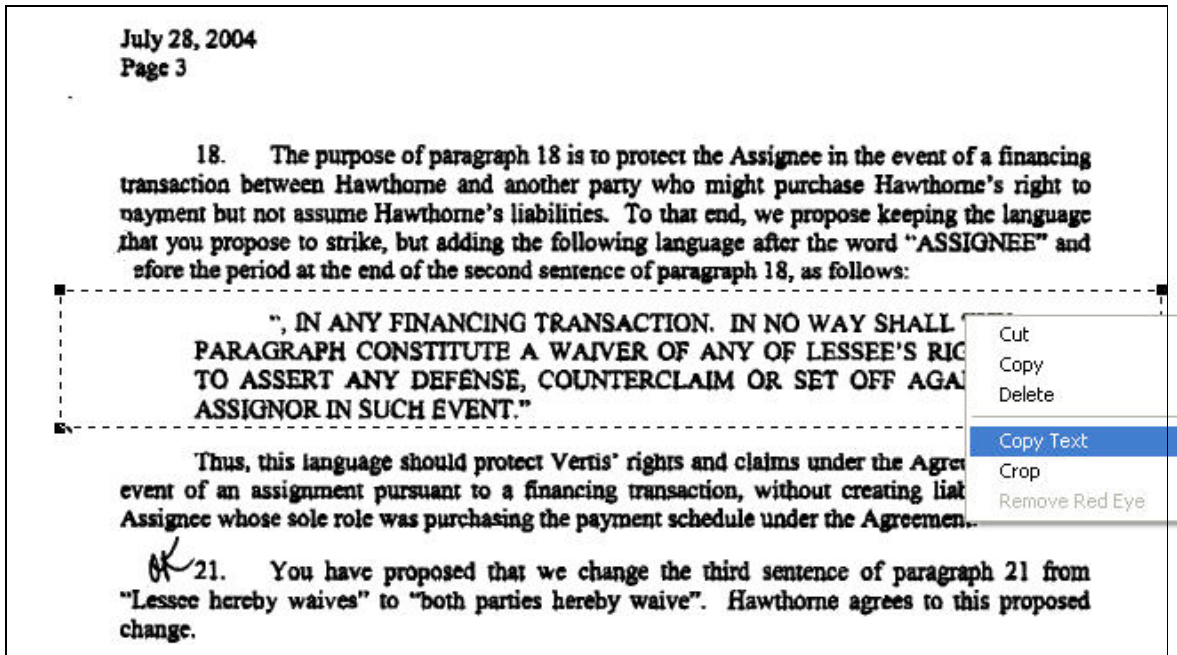 July 28, 2004
Page 3
18. The purpose of paragraph 18 is to protect the Assignee in the event of a financing
transaction between Hawthorne and another party who might purchase Hawthorne's right to
payment but not assume Hawthorne's liabilities. To that end, we propose keeping the language
that you propose to strike, but adding the following language after the word "ASSIGNEE" and
efore the period at the end of the second sentence of paragraph 18, as follows:
", IN ANY FINANCING TRANSACTION. IN NO WAY SHALL
PARAGRAPH CONSTITUTE A WAIVER OF ANY OF LESSEE'S RIG
TO ASSERT ANY DEFENSE, COUNTERCLAIM OR SET OFF AGA
ASSIGNOR IN SUCH EVENT."
Cut
Copy
Delete
Copy Text
Crop
Remove Red Eye
Thus, this language should protect Vertis' rights and claims under the Agre
event of an assignment pursuant to a financing transaction, without creating liab
Assignee whose sole role was purchasing the payment schedule under the Agreement.
OK 21. You have proposed that we change the third sentence of paragraph 21 from
"Lessee hereby waives" to "both parties hereby waive". Hawthorne agrees to this proposed
change.